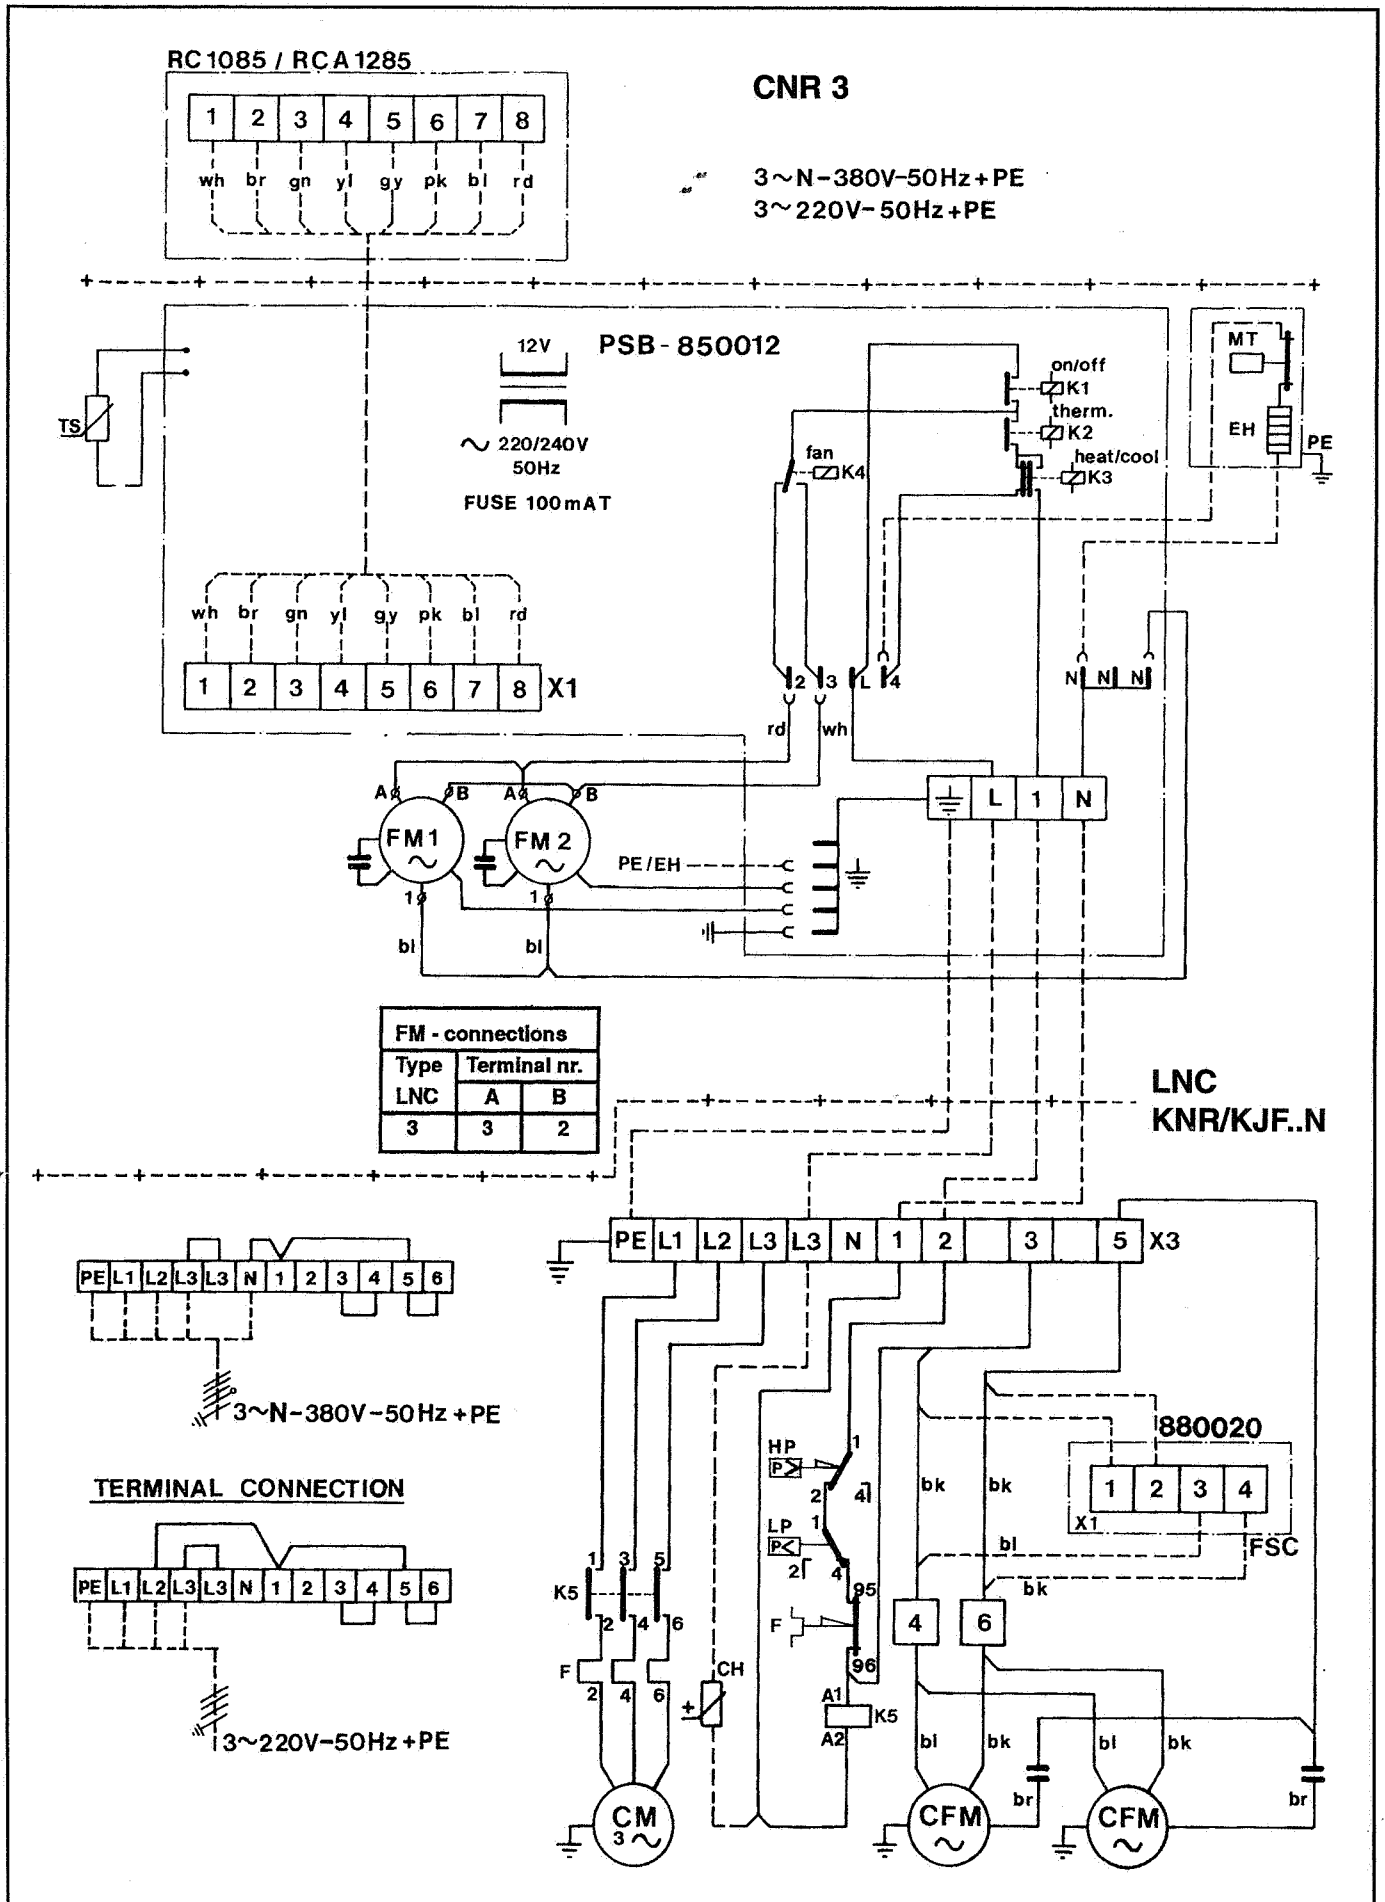 RC1085 / RCA1285
CNR 3
1 2 3 4 5 6 7 8
wh br gn yl gy pk bl rd
3~N-380V-50Hz+PE
3~220V-50Hz+PE
PSB-850012
12V
~ 220/240V
50Hz
FUSE 100mAT
TS
on/off
K1
therm.
K2
heat/cool
K3
fan
K4
MT
EH
PE
wh br gn yl gy pk bl rd
1 2 3 4 5 6 7 8 X1
2 3 L 4
N N N
rd wh
A B A B
FM1 ~
FM2 ~
L 1 N
PE/EH
1 1
bl bl
FM - connections
Type Terminal nr.
LNC A B
3 3 2
LNC
KNR/KJF..N
PE L1 L2 L3 L3 N 1 2 3 5 X3
PE L1 L2 L3 L3 N 1 2 3 4 5 6
3~N-380V-50Hz+PE
TERMINAL CONNECTION
PE L1 L2 L3 L3 N 1 2 3 4 5 6
3~220V-50Hz+PE
880020
1 2 3 4
X1
FSC
HP
P>
1
2 4
LP
P<
1
2 4
bk bk
bl
bk
K5
1 3 5
2 4 6
F
2 4 6
F
95
96
CH
+
A1
K5
A2
4 6
bl bk bl bk
br br
CM
3~
CFM
~
CFM
~